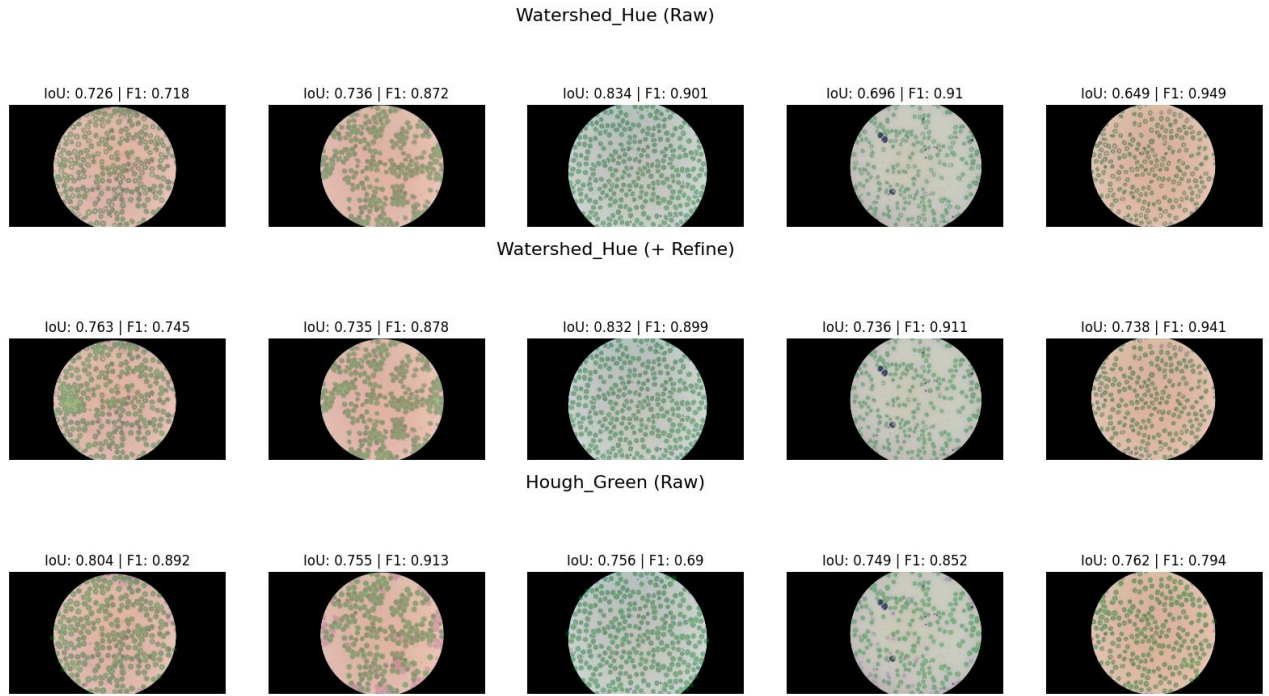 Watershed_Hue (Raw)
IoU: 0.726 | F1: 0.718
IoU: 0.736 | F1: 0.872
IoU: 0.834 | F1: 0.901
IoU: 0.696 | F1: 0.91
IoU: 0.649 | F1: 0.949
Watershed_Hue (+ Refine)
IoU: 0.763 | F1: 0.745
IoU: 0.735 | F1: 0.878
IoU: 0.832 | F1: 0.899
IoU: 0.736 | F1: 0.911
IoU: 0.738 | F1: 0.941
Hough_Green (Raw)
IoU: 0.804 | F1: 0.892
IoU: 0.755 | F1: 0.913
IoU: 0.756 | F1: 0.69
IoU: 0.749 | F1: 0.852
IoU: 0.762 | F1: 0.794